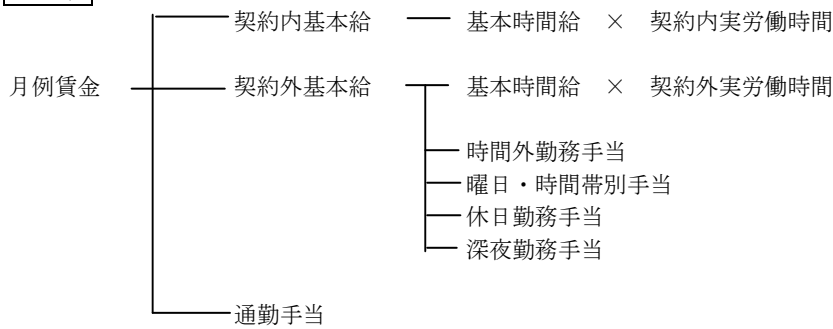 契約内基本給 基本時間給 × 契約内実労働時間
月例賃金 契約外基本給 基本時間給 × 契約外実労働時間
時間外勤務手当
曜日・時間帯別手当
休日勤務手当
深夜勤務手当
通勤手当